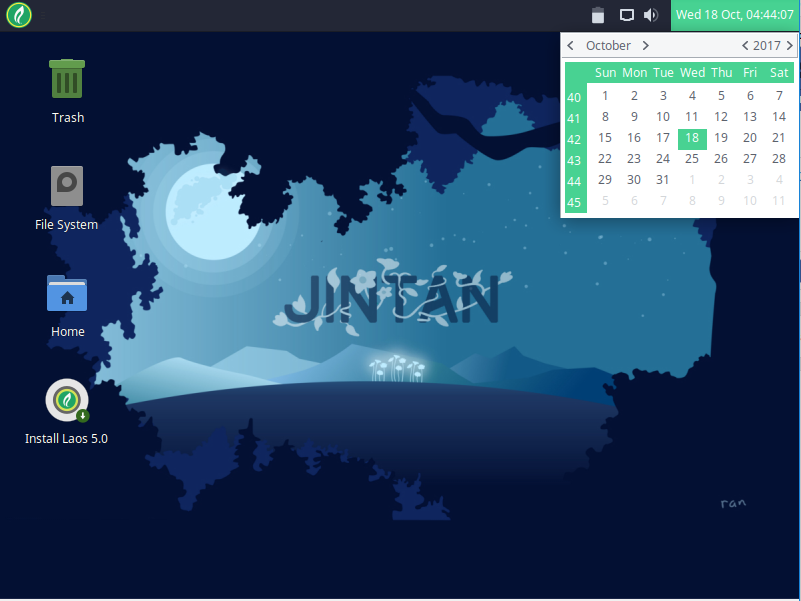 Wed 18 Oct, 04:44:07
October 2017
Sun Mon Tue Wed Thu Fri Sat
40 1 2 3 4 5 6 7
41 8 9 10 11 12 13 14
42 15 16 17 18 19 20 21
43 22 23 24 25 26 27 28
44 29 30 31 1 2 3 4
45 5 6 7 8 9 10 11
Trash
File System
Home
Install Laos 5.0
JINTAN
ran